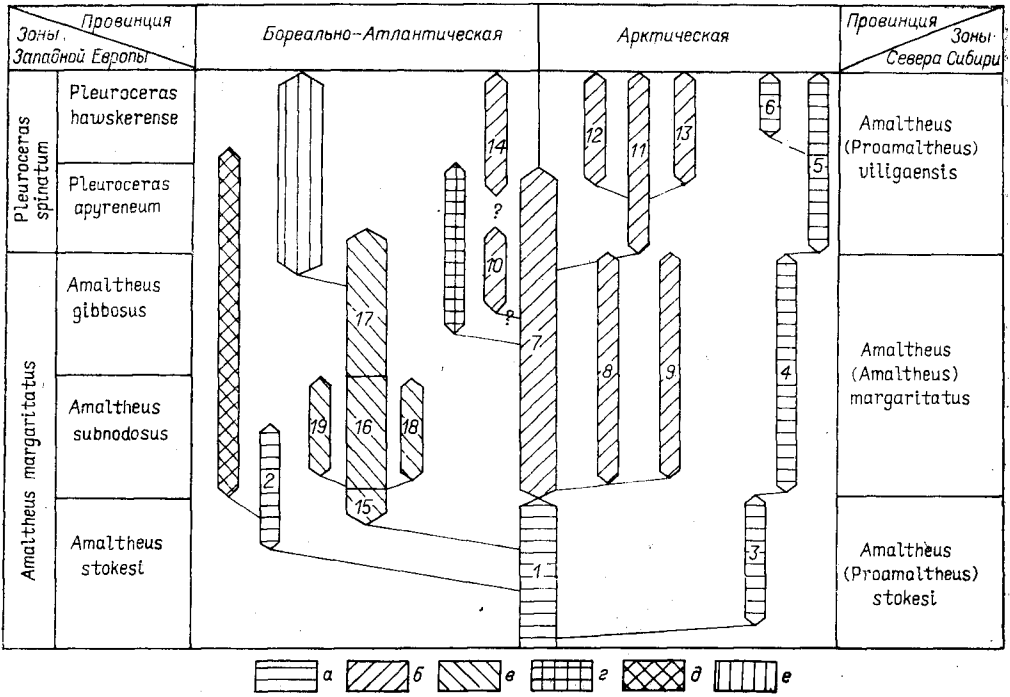 Провинция
Зоны
Западной Европы
Бореально-Атлантическая
Арктическая
Провинция
Зоны
Севера Сибири
Pleuroceras spinatum
Pleuroceras
hawskerense
Pleuroceras
apyreneum
Amaltheus margaritatus
Amaltheus
gibbosus
Amaltheus
subnodosus
Amaltheus
stokesi
14
12
11
13
6
5
?
10
?
17
7
8
9
4
19
16
18
2
15
1
3
Amaltheus
(Proamaltheus)
viligaensis
Amaltheus
(Amaltheus)
margaritatus
Amaltheus
(Proamaltheus)
stokesi
а
б
в
г
д
е